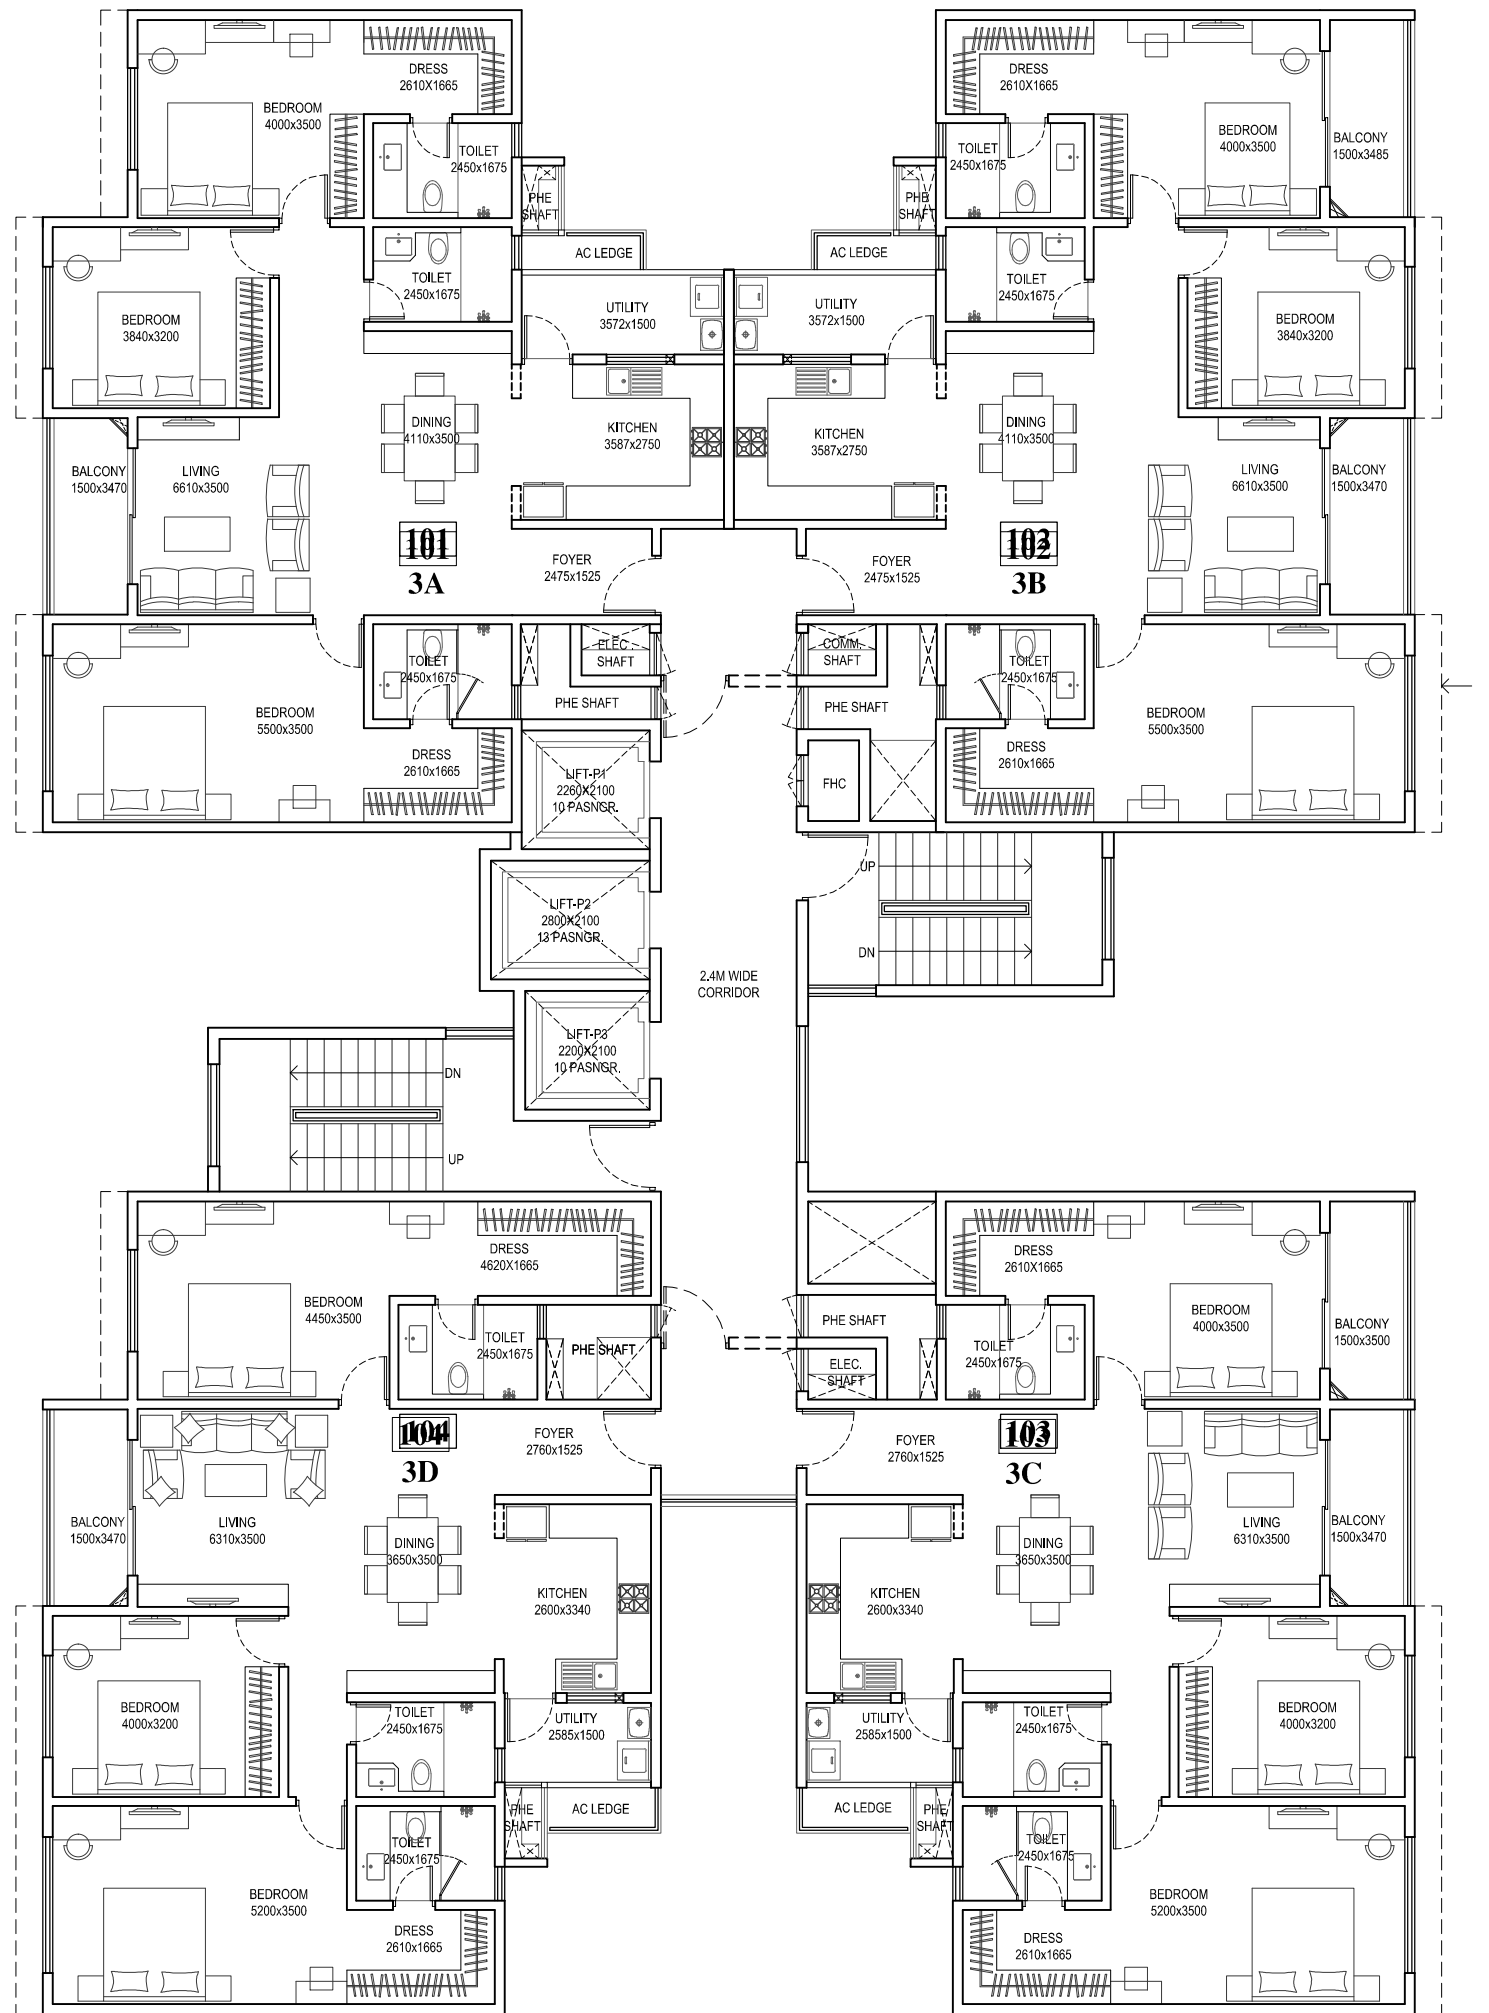 DRESS
2610X1665
BEDROOM
4000x3500
TOILET
2450x1675
PHE
SHAFT
AC LEDGE
TOILET
2450x1675
BEDROOM
3840x3200
UTILITY
3572x1500
DINING
4110x3500
KITCHEN
3587x2750
BALCONY
1500x3470
LIVING
6610x3500
101
101
3A
FOYER
2475x1525
TOILET
2450x1675
ELEC.
SHAFT
PHE SHAFT
BEDROOM
5500x3500
DRESS
2610x1665
DRESS
2610X1665
BEDROOM
4000x3500
BALCONY
1500x3485
TOILET
2450x1675
PHE
SHAFT
AC LEDGE
TOILET
2450x1675
UTILITY
3572x1500
BEDROOM
3840x3200
KITCHEN
3587x2750
DINING
4110x3500
LIVING
6610x3500
BALCONY
1500x3470
102
3B
FOYER
2475x1525
COMM.
SHAFT
TOILET
2450x1675
PHE SHAFT
BEDROOM
5500x3500
DRESS
2610x1665
FHC
LIFT-P1
2260X2100
10 PASNGR.
LIFT-P2
2800X2100
13 PASNGR.
LIFT-P3
2200X2100
10 PASNGR.
UP
DN
2.4M WIDE
CORRIDOR
DN
UP
DRESS
4620X1665
BEDROOM
4450x3500
TOILET
2450x1675
PHE SHAFT
104
3D
FOYER
2760x1525
BALCONY
1500x3470
LIVING
6310x3500
DINING
3650x3500
KITCHEN
2600x3340
BEDROOM
4000x3200
TOILET
2450x1675
UTILITY
2585x1500
PHE
SHAFT
AC LEDGE
TOILET
2450x1675
BEDROOM
5200x3500
DRESS
2610x1665
DRESS
2610X1665
BEDROOM
4000x3500
BALCONY
1500x3500
PHE SHAFT
ELEC.
SHAFT
TOILET
2450x1675
FOYER
2760x1525
103
3C
LIVING
6310x3500
BALCONY
1500x3470
DINING
3650x3500
KITCHEN
2600x3340
UTILITY
2585x1500
TOILET
2450x1675
BEDROOM
4000x3200
AC LEDGE
PHE
SHAFT
TOILET
2450x1675
BEDROOM
5200x3500
DRESS
2610x1665